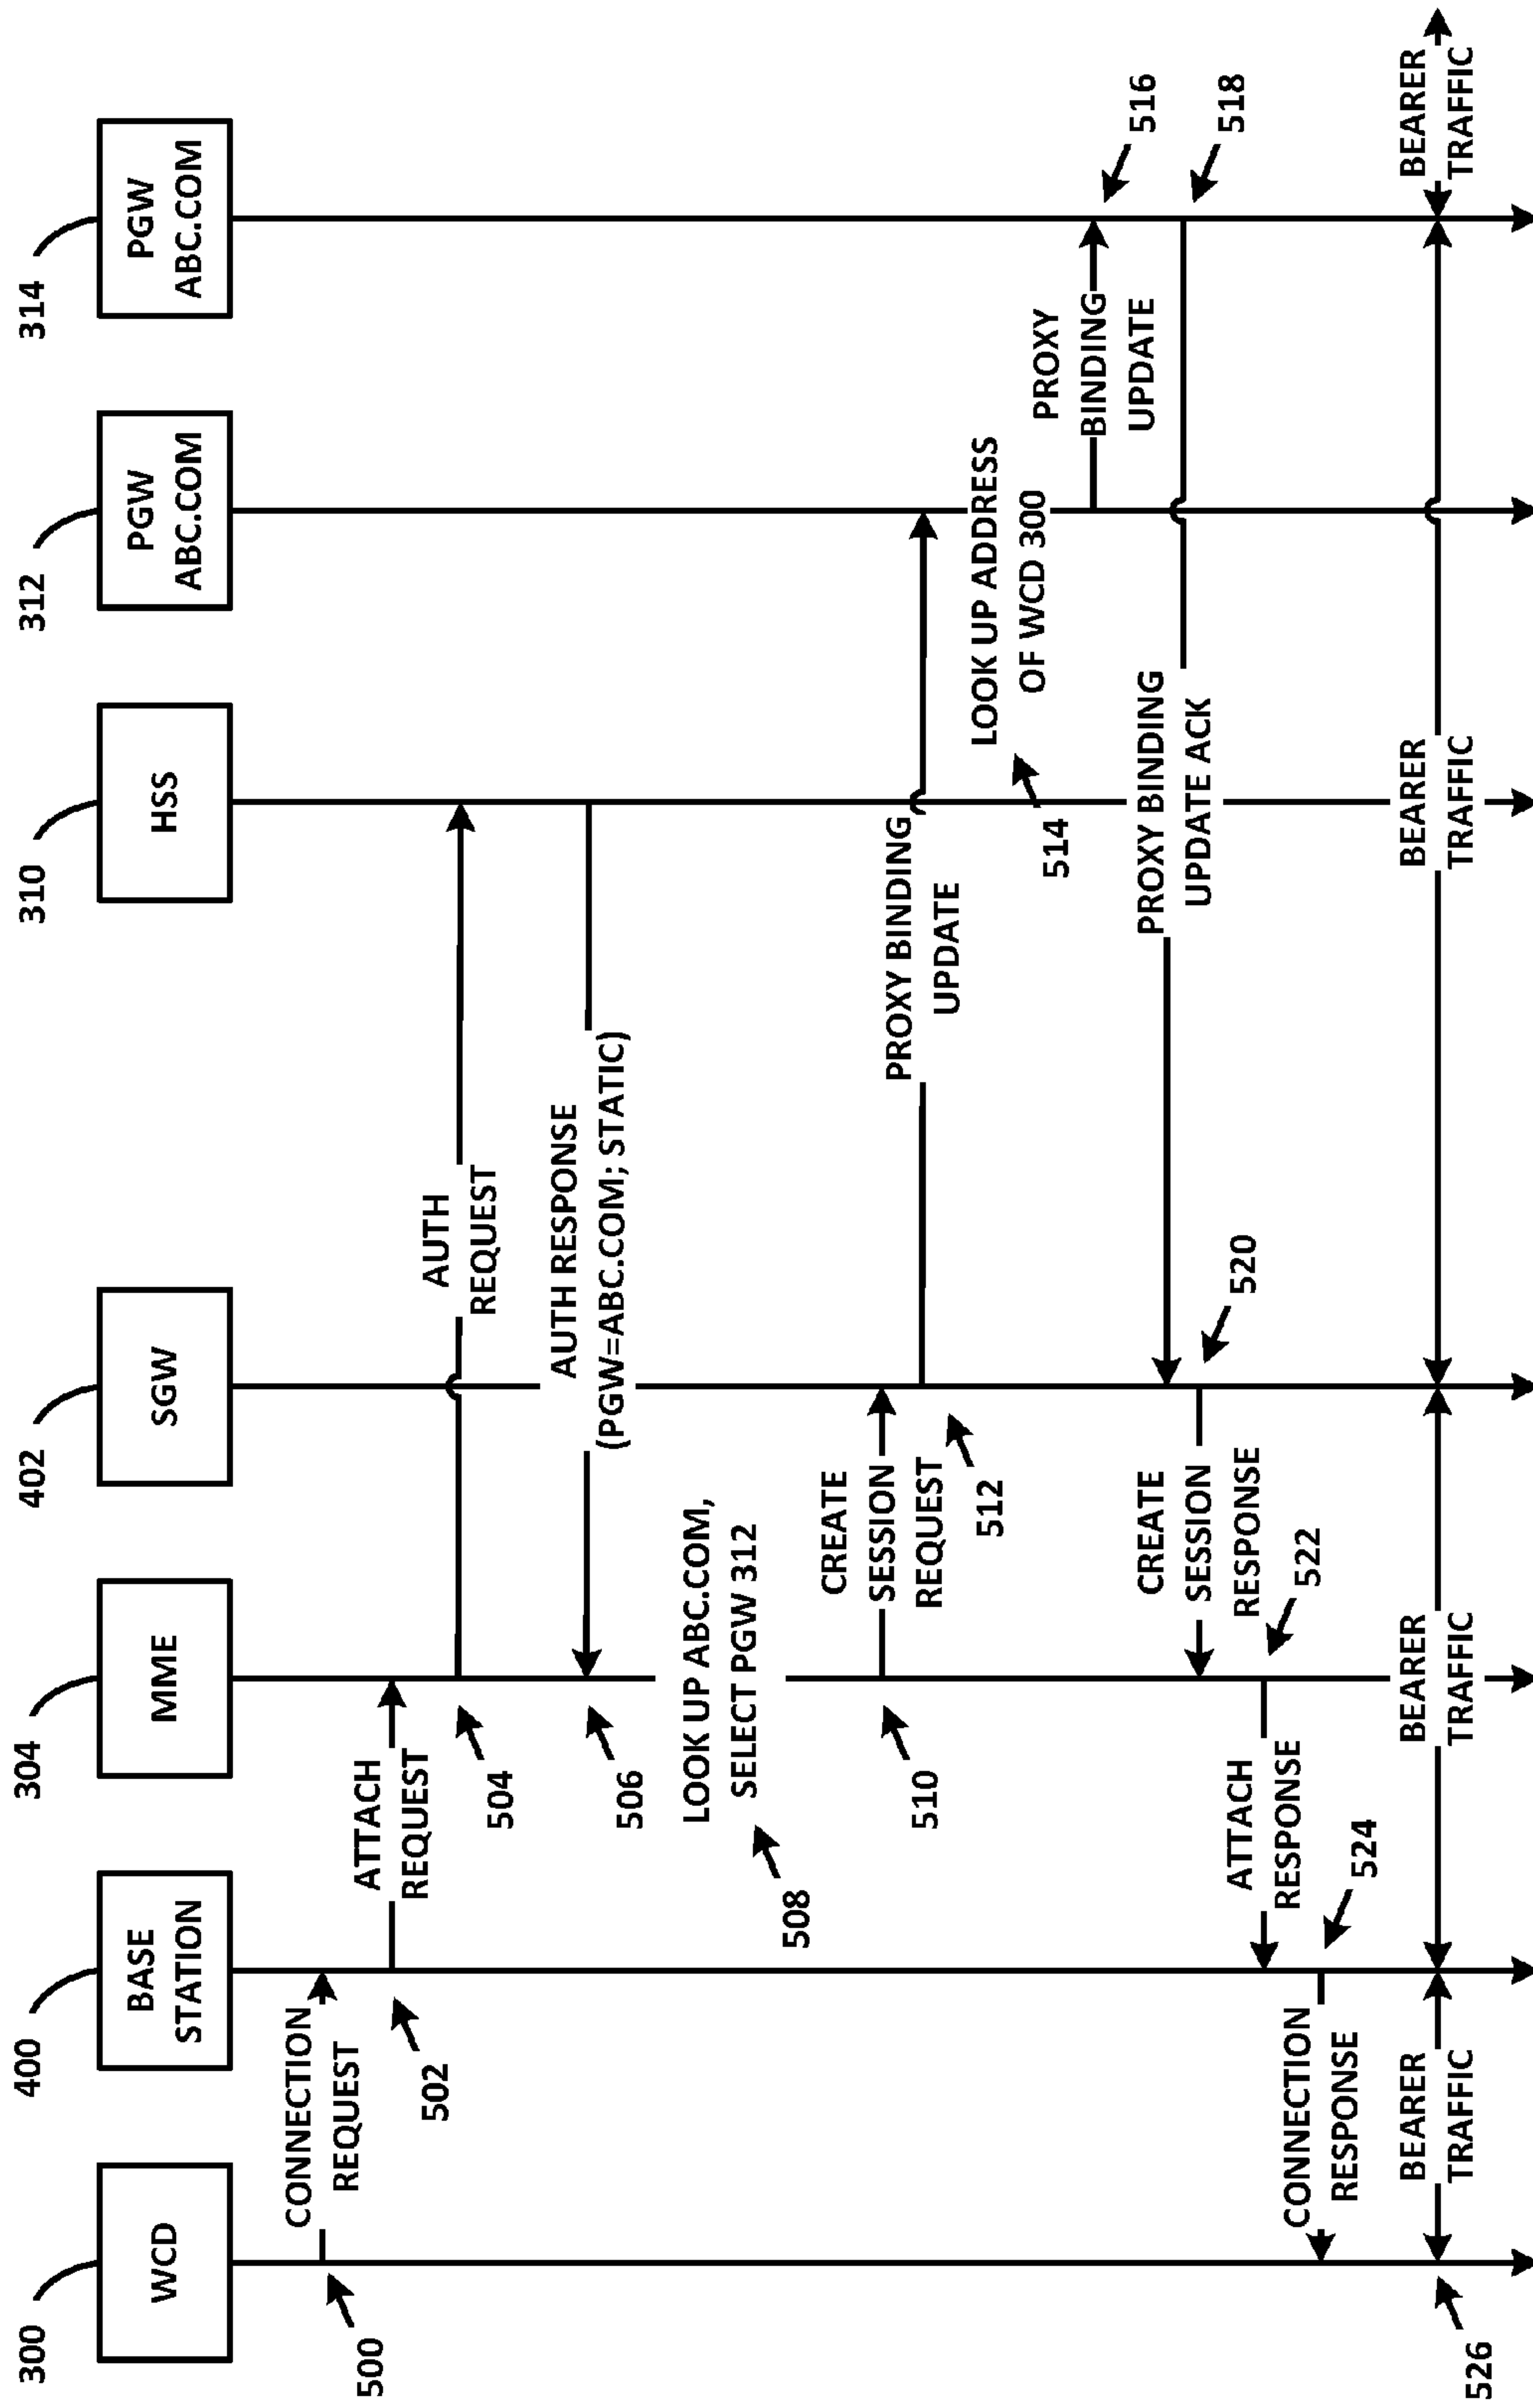 300
WCD
400
BASE
STATION
304
MME
402
SGW
310
HSS
312
PGW
ABC.COM
314
PGW
ABC.COM
500
CONNECTION
REQUEST
502
ATTACH
REQUEST
504
AUTH
REQUEST
506
AUTH RESPONSE
(PGW=ABC.COM; STATIC)
508
LOOK UP ABC.COM,
SELECT PGW 312
510
CREATE
SESSION
REQUEST
512
PROXY BINDING
UPDATE
514
LOOK UP ADDRESS
OF WCD 300
PROXY
BINDING
UPDATE
516
PROXY BINDING
UPDATE ACK
518
CREATE
SESSION
RESPONSE
520
ATTACH
RESPONSE
522
CONNECTION
RESPONSE
524
526
BEARER
TRAFFIC
BEARER
TRAFFIC
BEARER
TRAFFIC
BEARER
TRAFFIC